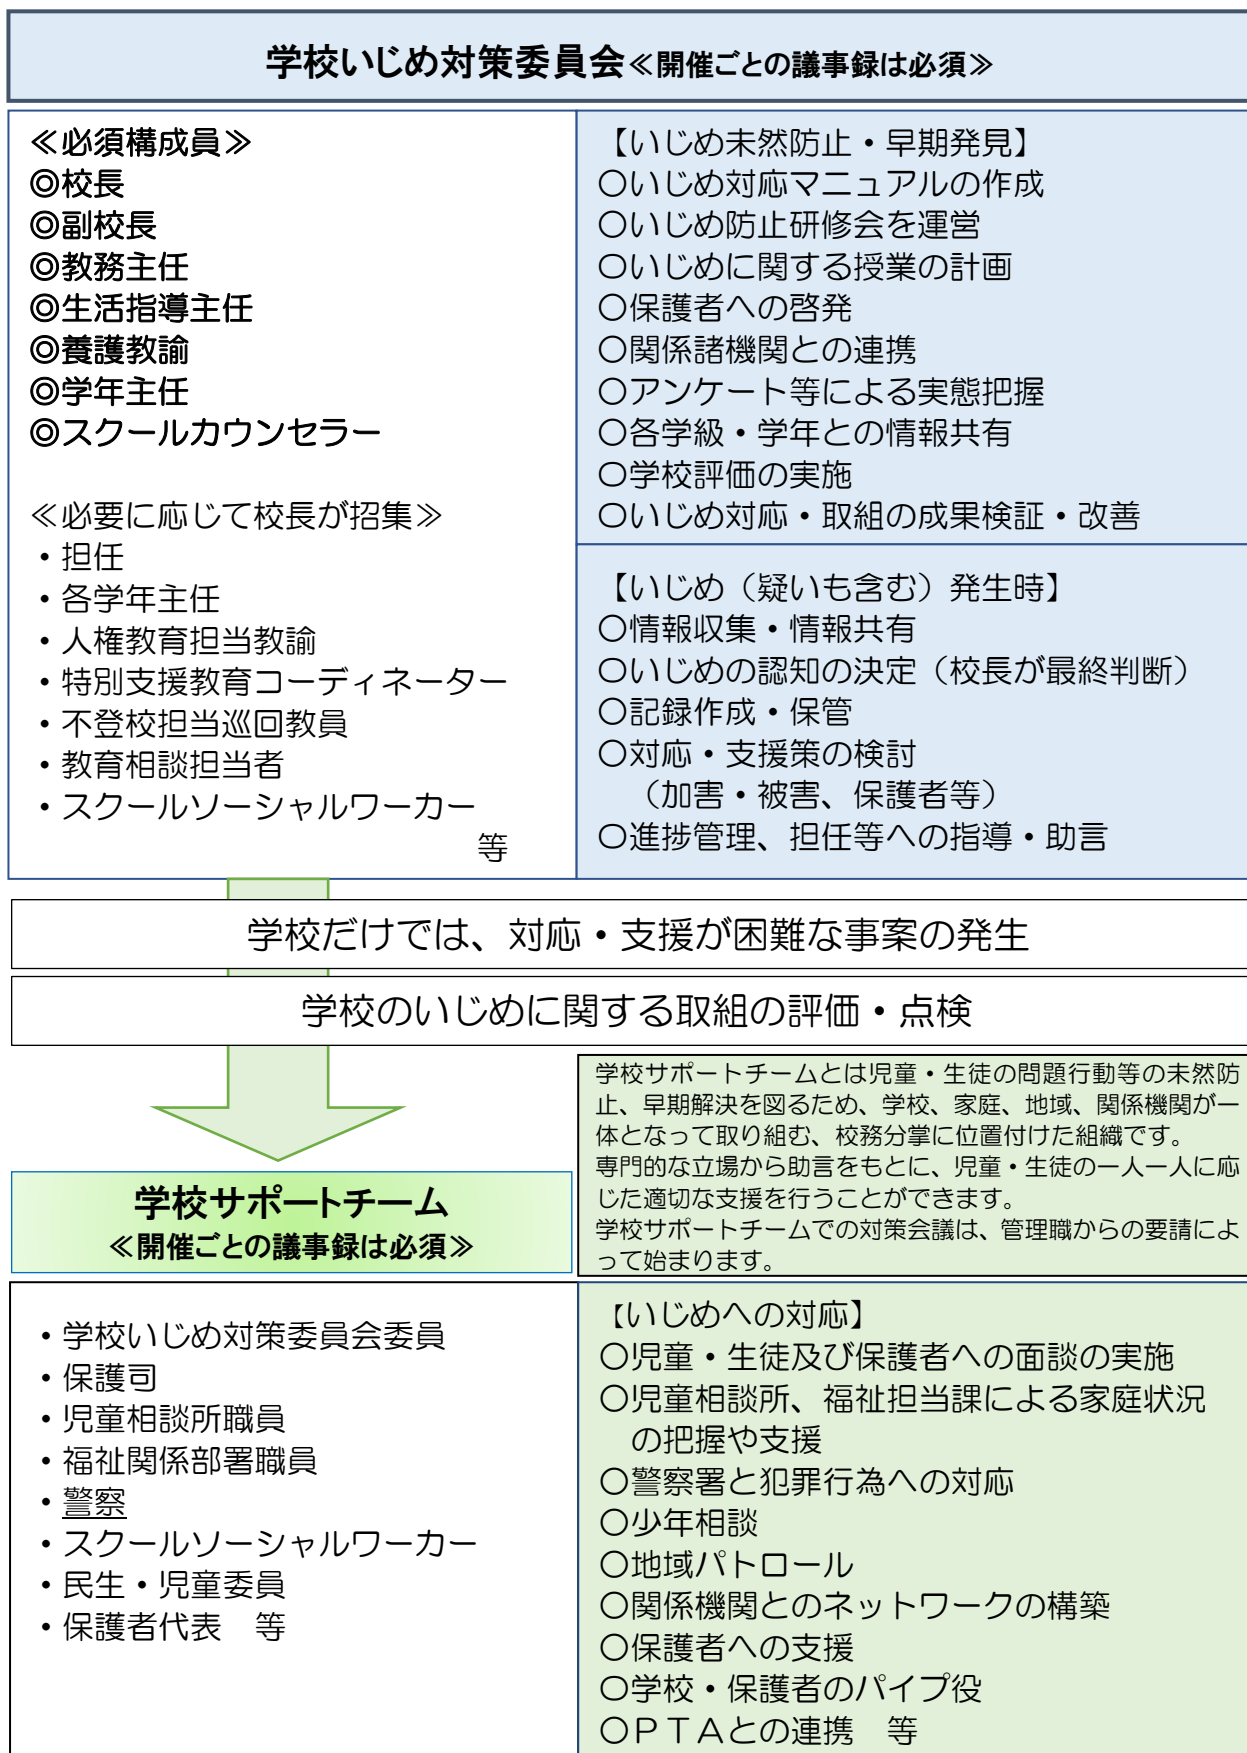 学校いじめ対策委員会≪開催ごとの議事録は必須≫
≪必須構成員≫
◎校長
◎副校長
◎教務主任
◎生活指導主任
◎養護教諭
◎学年主任
◎スクールカウンセラー
≪必要に応じて校長が招集≫
・担任
・各学年主任
・人権教育担当教諭
・特別支援教育コーディネーター
・不登校担当巡回教員
・教育相談担当者
・スクールソーシャルワーカー
等
【いじめ未然防止・早期発見】
〇いじめ対応マニュアルの作成
〇いじめ防止研修会を運営
〇いじめに関する授業の計画
〇保護者への啓発
〇関係諸機関との連携
〇アンケート等による実態把握
〇各学級・学年との情報共有
〇学校評価の実施
〇いじめ対応・取組の成果検証・改善
【いじめ（疑いも含む）発生時】
〇情報収集・情報共有
〇いじめの認知の決定（校長が最終判断）
〇記録作成・保管
〇対応・支援策の検討
（加害・被害、保護者等）
〇進捗管理、担任等への指導・助言
学校だけでは、対応・支援が困難な事案の発生
学校のいじめに関する取組の評価・点検
学校サポートチームとは児童・生徒の問題行動等の未然防
止、早期解決を図るため、学校、家庭、地域、関係機関が一
体となって取り組む、校務分掌に位置付けた組織です。
専門的な立場から助言をもとに、児童・生徒の一人一人に応
じた適切な支援を行うことができます。
学校サポートチームでの対策会議は、管理職からの要請によ
って始まります。
学校サポートチーム
≪開催ごとの議事録は必須≫
・学校いじめ対策委員会委員
・保護司
・児童相談所職員
・福祉関係部署職員
・警察
・スクールソーシャルワーカー
・民生・児童委員
・保護者代表　等
【いじめへの対応】
〇児童・生徒及び保護者への面談の実施
〇児童相談所、福祉担当課による家庭状況
の把握や支援
〇警察署と犯罪行為への対応
〇少年相談
〇地域パトロール
〇関係機関とのネットワークの構築
〇保護者への支援
〇学校・保護者のパイプ役
〇ＰＴＡとの連携　等